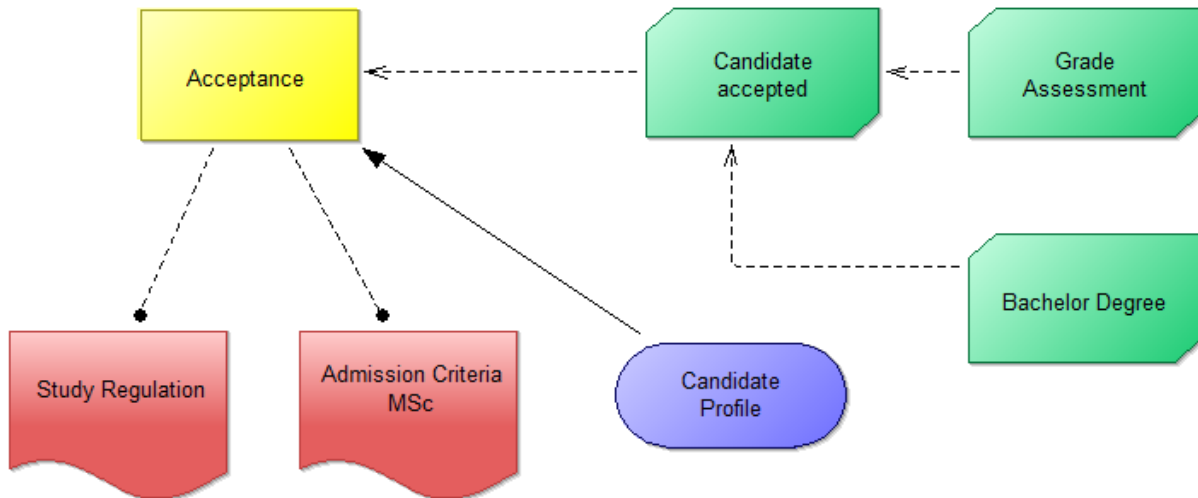 Acceptance
Candidate
accepted
Grade
Assessment
Bachelor Degree
Study Regulation
Admission Criteria
MSc
Candidate
Profile